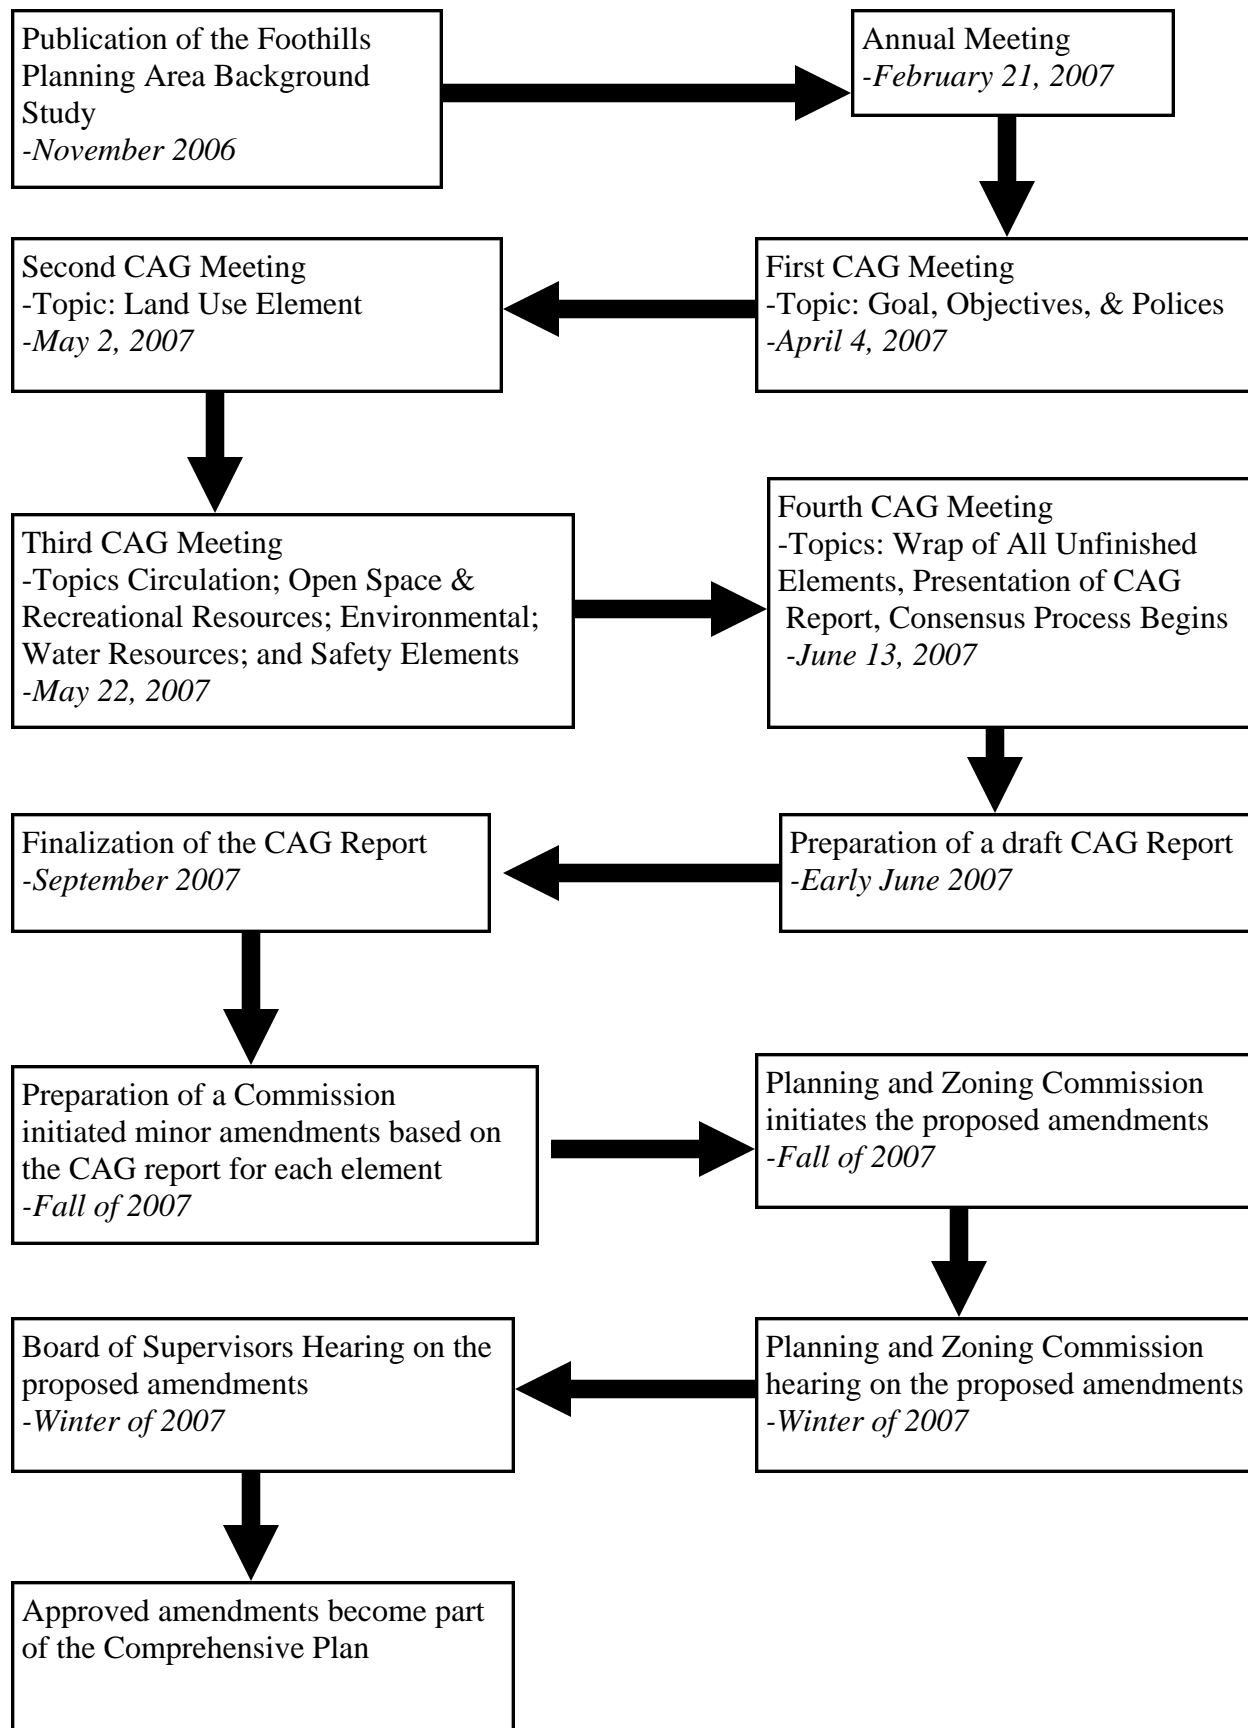 Publication of the Foothills
Planning Area Background
Study
-November 2006
Annual Meeting
-February 21, 2007
First CAG Meeting
-Topic: Goal, Objectives, & Polices
-April 4, 2007
Second CAG Meeting
-Topic: Land Use Element
-May 2, 2007
Third CAG Meeting
-Topics Circulation; Open Space &
Recreational Resources; Environmental;
Water Resources; and Safety Elements
-May 22, 2007
Fourth CAG Meeting
-Topics: Wrap of All Unfinished
Elements, Presentation of CAG
Report, Consensus Process Begins
-June 13, 2007
Preparation of a draft CAG Report
-Early June 2007
Finalization of the CAG Report
-September 2007
Preparation of a Commission
initiated minor amendments based on
the CAG report for each element
-Fall of 2007
Planning and Zoning Commission
initiates the proposed amendments
-Fall of 2007
Planning and Zoning Commission
hearing on the proposed amendments
-Winter of 2007
Board of Supervisors Hearing on the
proposed amendments
-Winter of 2007
Approved amendments become part
of the Comprehensive Plan